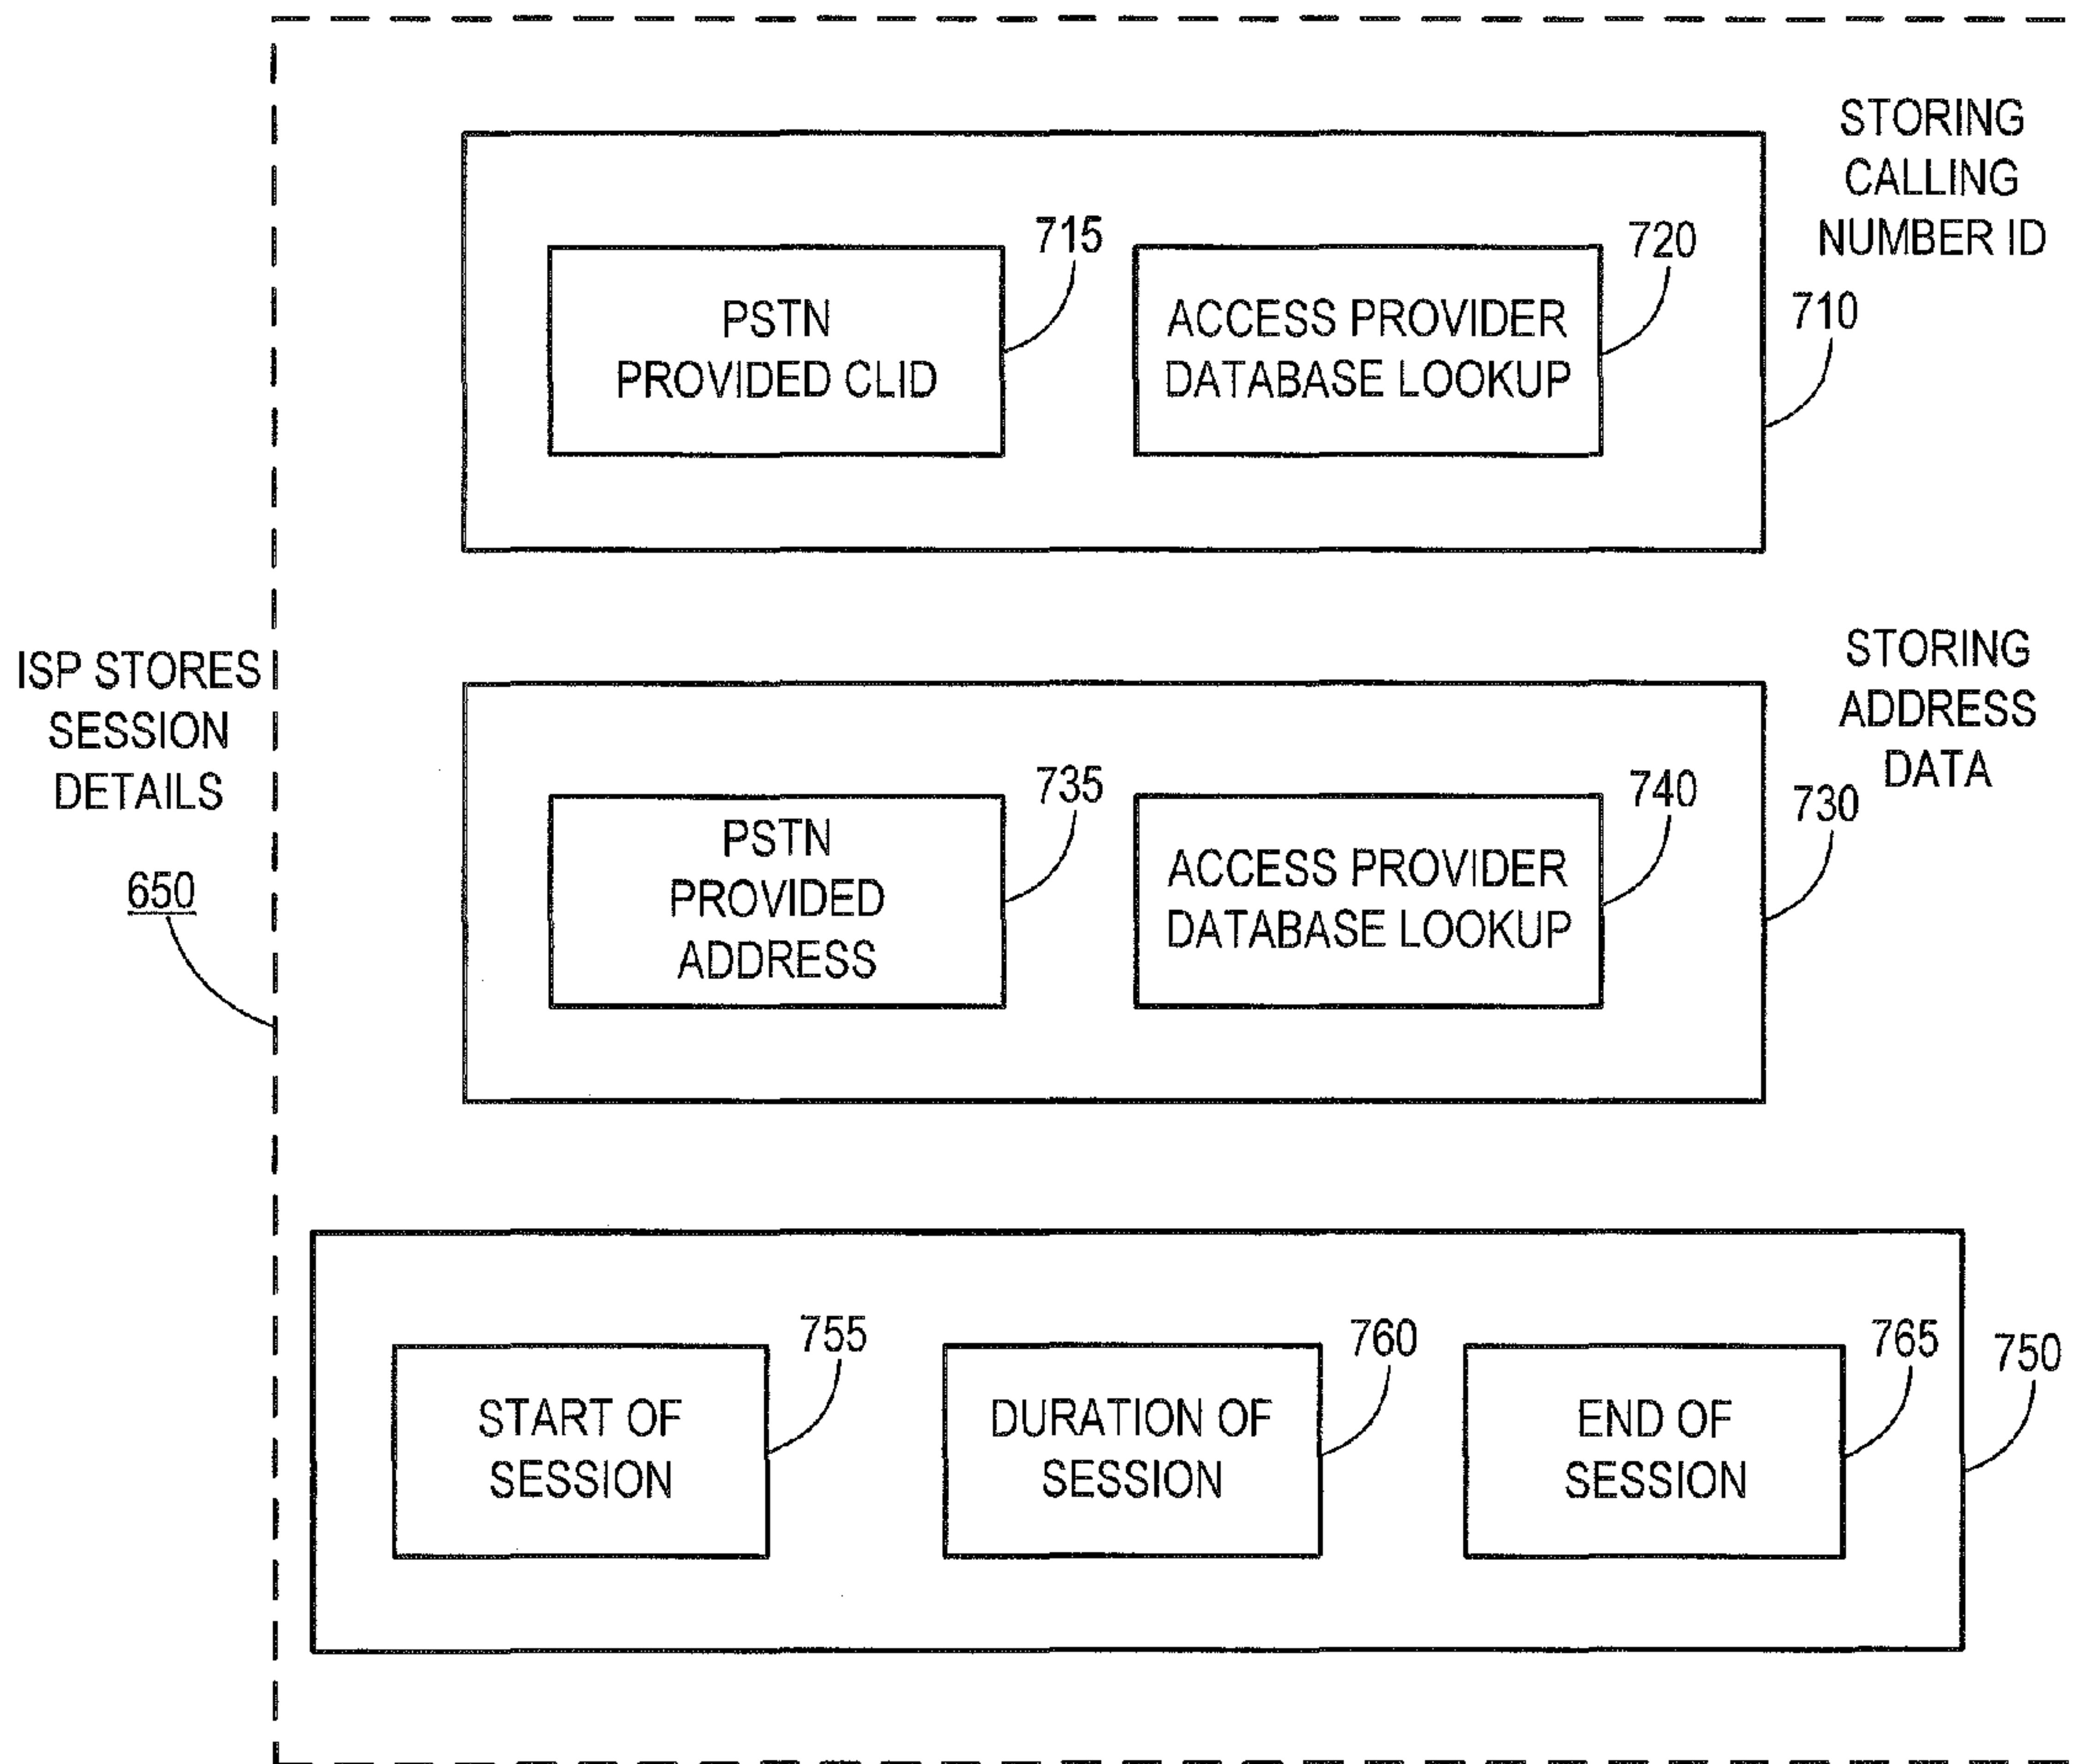 STORING
CALLING
NUMBER ID
710
715
PSTN
PROVIDED CLID
720
ACCESS PROVIDER
DATABASE LOOKUP
ISP STORES
SESSION
DETAILS
650
STORING
ADDRESS
DATA
730
735
PSTN
PROVIDED
ADDRESS
740
ACCESS PROVIDER
DATABASE LOOKUP
755
START OF
SESSION
760
DURATION OF
SESSION
765
END OF
SESSION
750